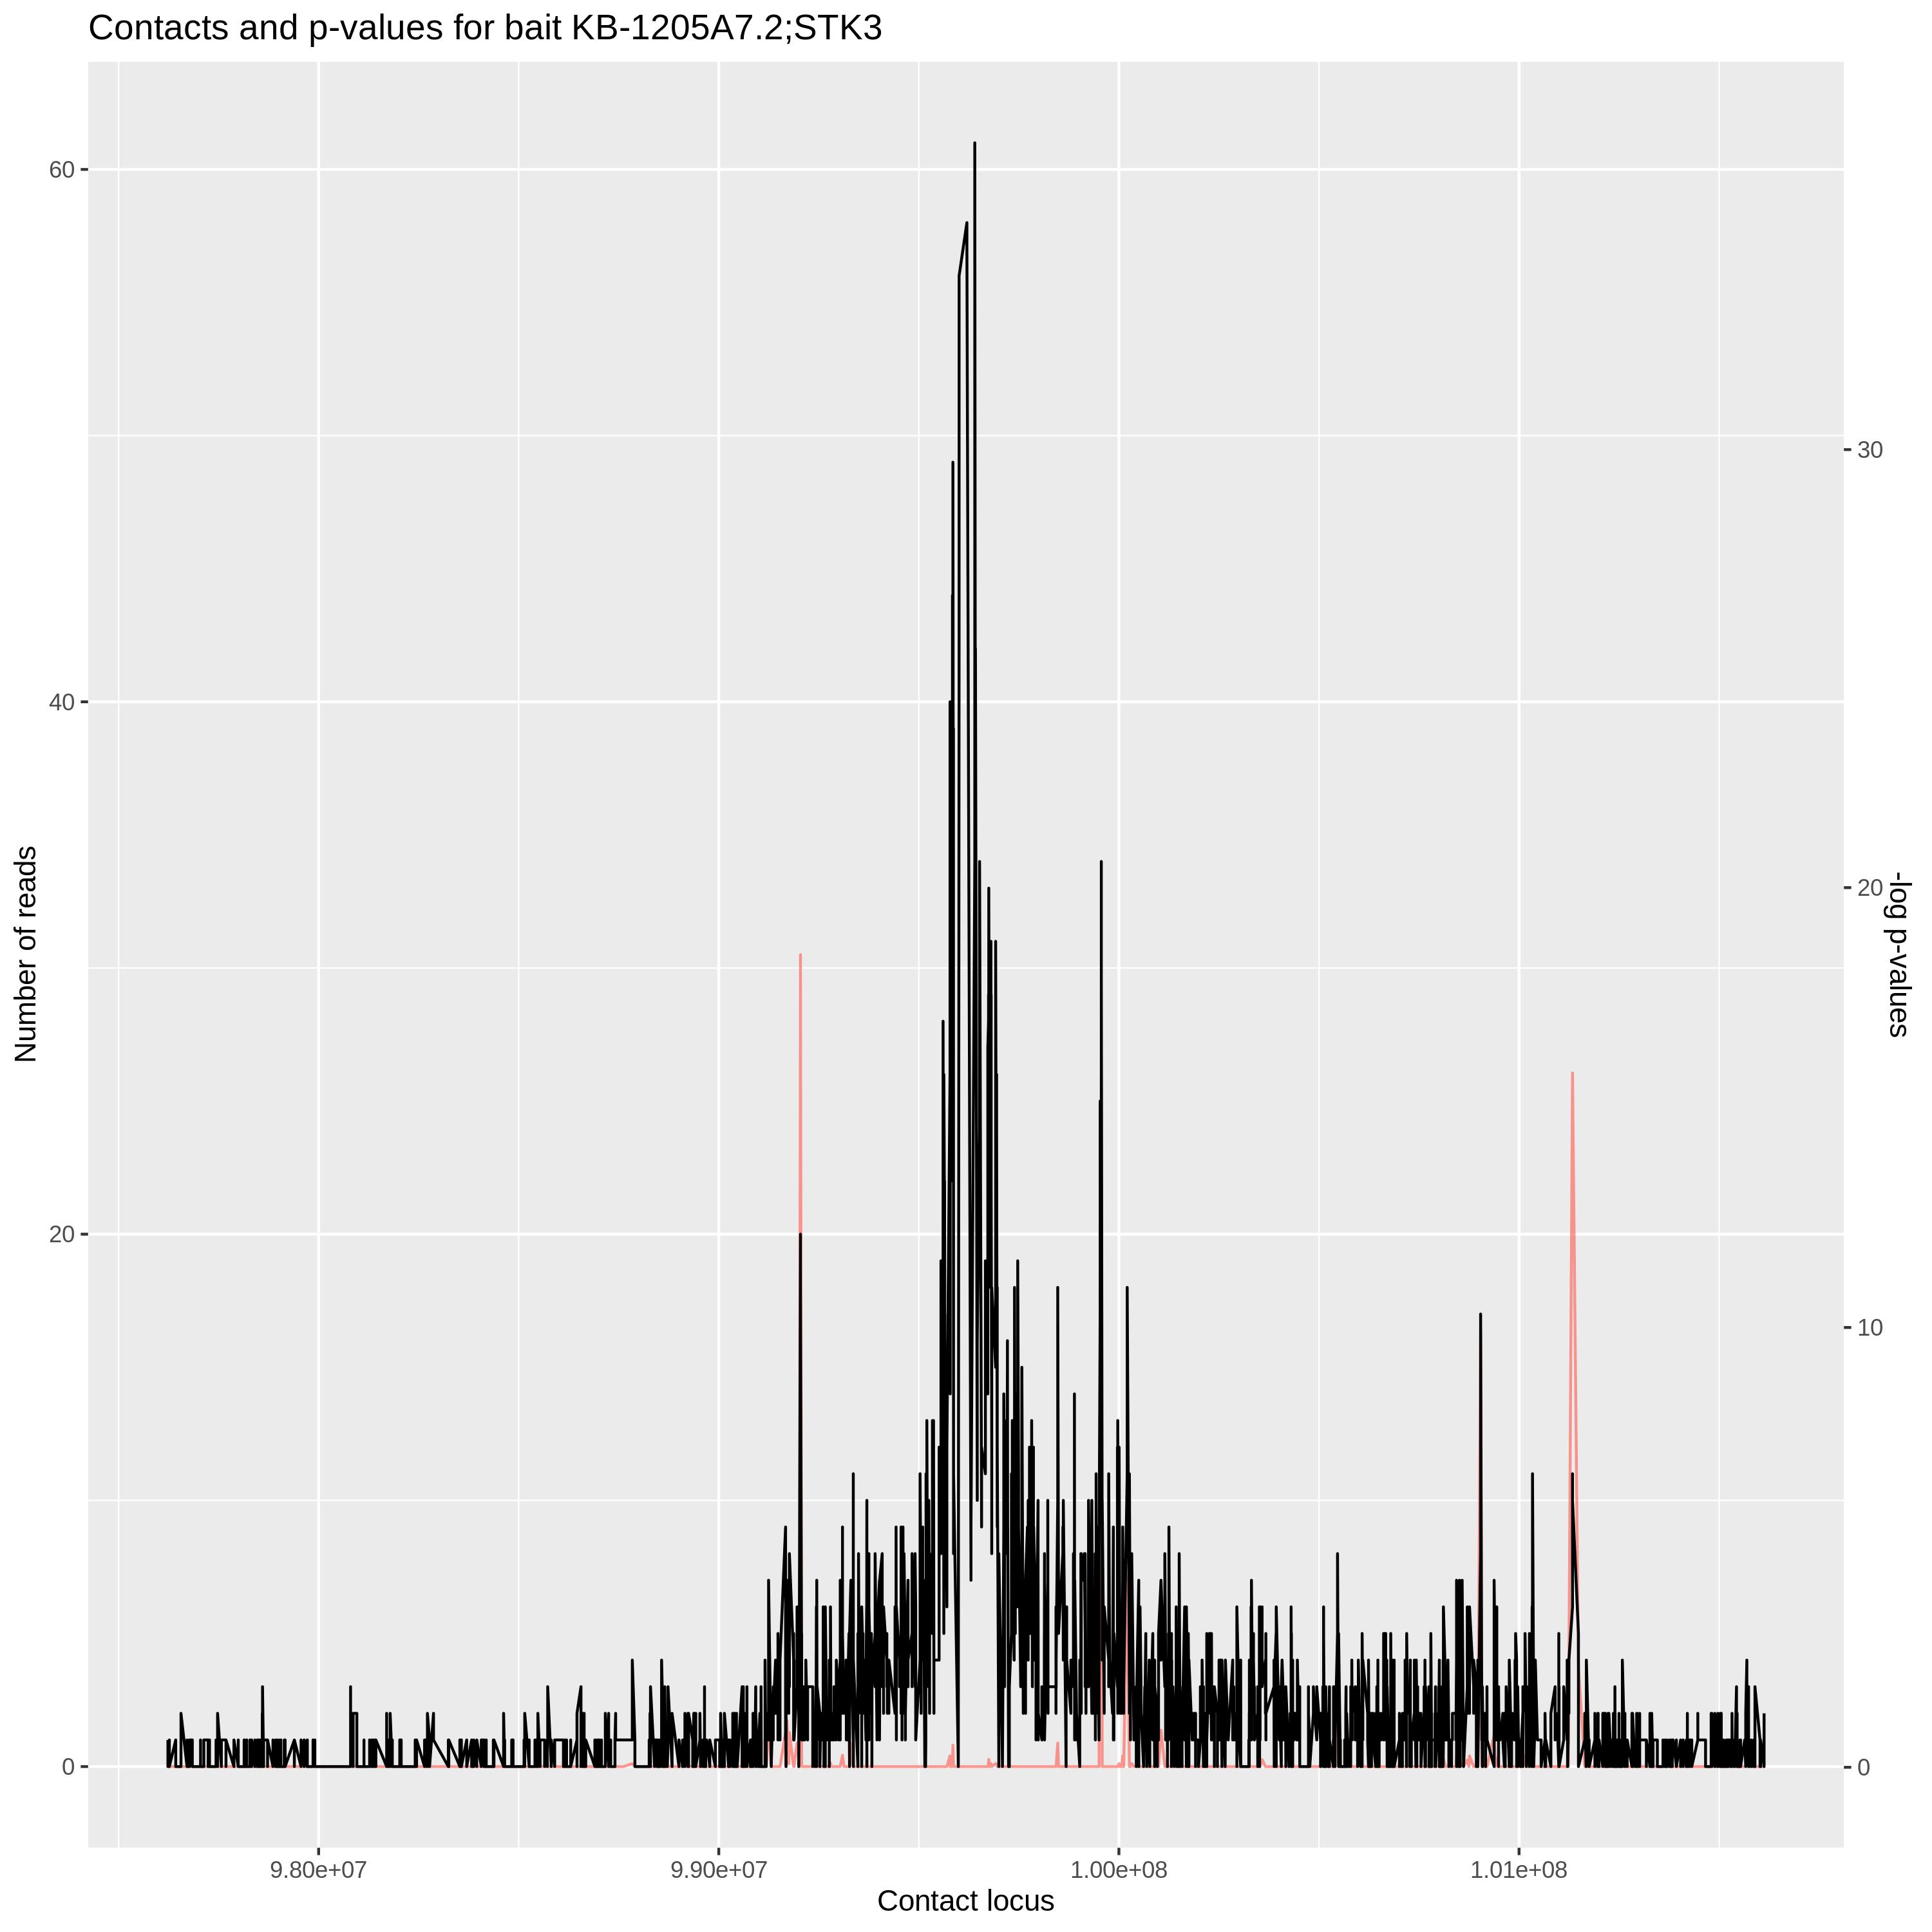 Contacts and p-values for bait KB-1205A7.2;STK3
60
40
20
0
Number of reads
30
20
10
0
-log p-values
9.80e+07
9.90e+07
1.00e+08
1.01e+08
Contact locus